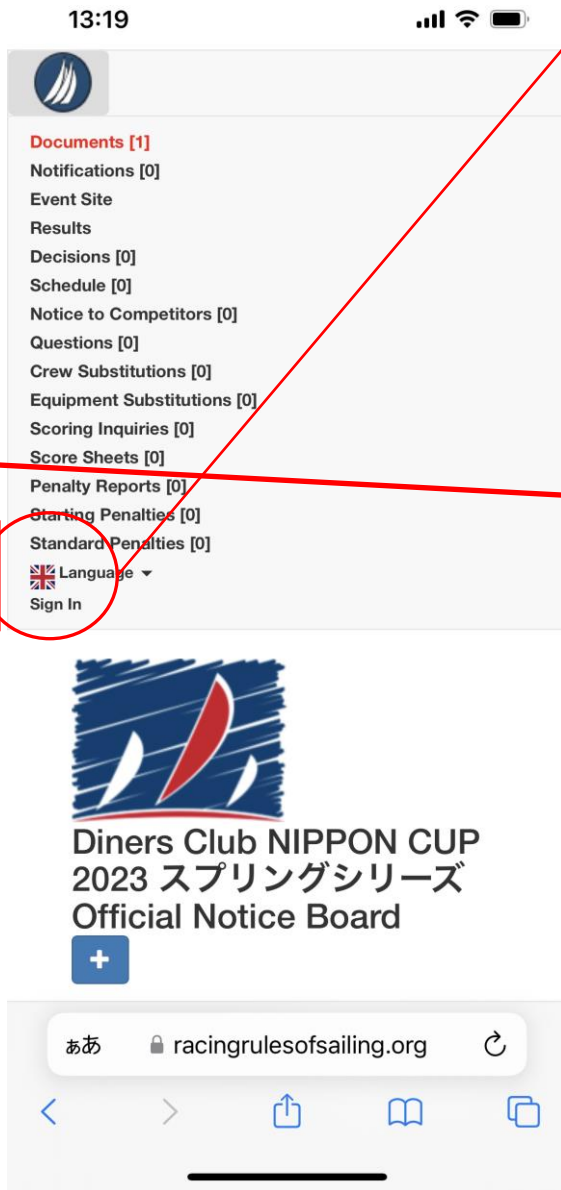 13:19
Documents [1]
Notifications [0]
Event Site
Results
Decisions [0]
Schedule [0]
Notice to Competitors [0]
Questions [0]
Crew Substitutions [0]
Equipment Substitutions [0]
Scoring Inquiries [0]
Score Sheets [0]
Penalty Reports [0]
Starting Penalties [0]
Standard Penalties [0]
Language
Sign In
Diners Club NIPPON CUP
2023 スプリングシリーズ
Official Notice Board
+
ぁあ racingrulesofsailing.org